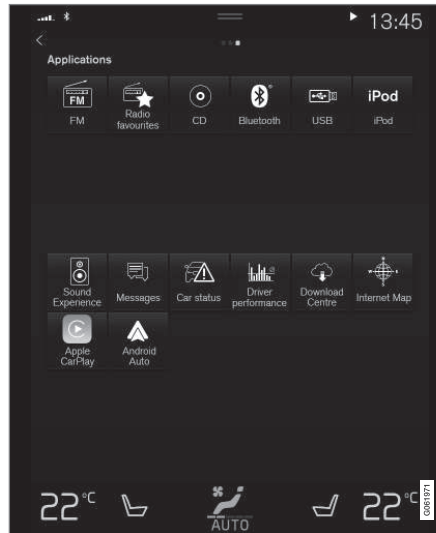 13:45
Applications
FM
iPod
FM
Radio
favourites
CD
Bluetooth
USB
iPod
Sound
Experience
Messages
Car status
Driver
performance
Download
Centre
Internet Map
Apple
CarPlay
Android
Auto
22°C
AUTO
22°C
G061971